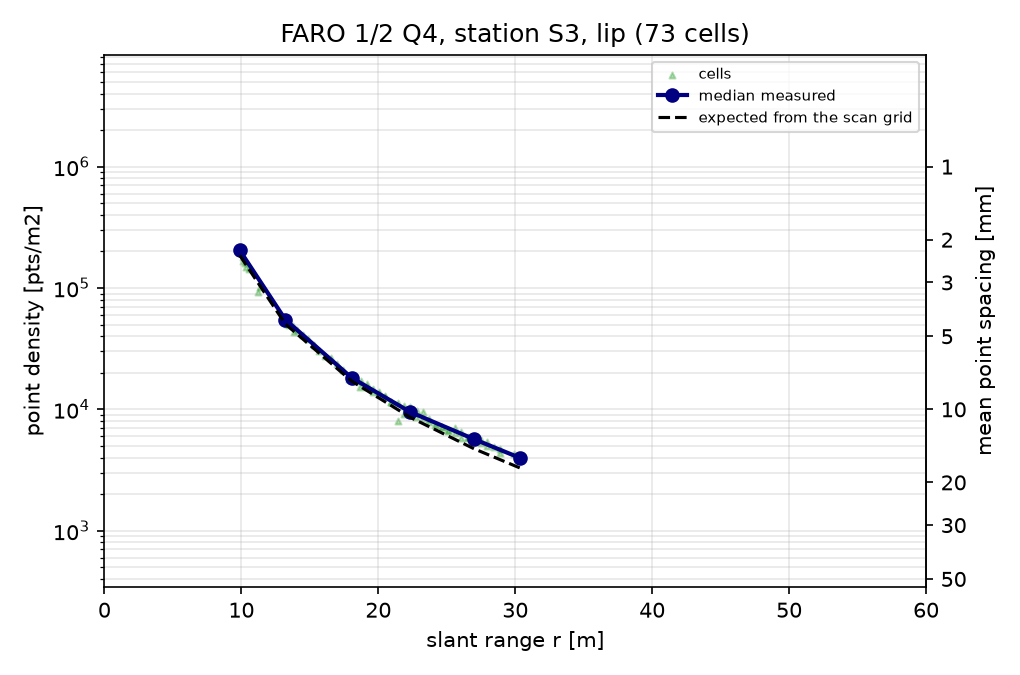 FARO 1/2 Q4, station S3, lip (73 cells)
cells
median measured
expected from the scan grid
point density [pts/m2]
10^6
10^5
10^4
10^3
1
2
3
5
10
20
30
50
mean point spacing [mm]
0 10 20 30 40 50 60
slant range r [m]